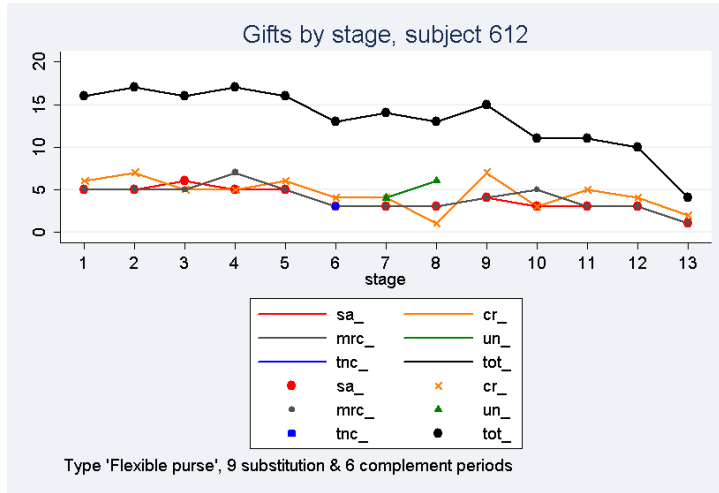 Gifts by stage, subject 612
20
15
10
5
0
1 2 3 4 5 6 7 8 9 10 11 12 13
stage
sa_ cr_
mrc_ un_
tnc_ tot_
sa_ cr_
mrc_ un_
tnc_ tot_
Type 'Flexible purse', 9 substitution & 6 complement periods